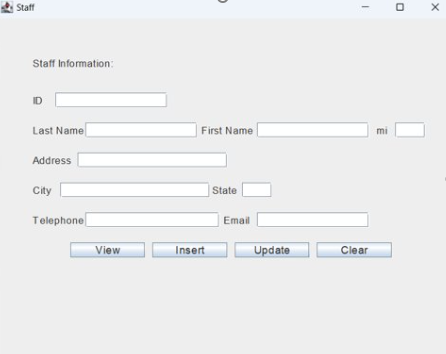 Staff
Staff Information:
ID
Last Name First Name mi
Address
City State
Telephone Email
View Insert Update Clear